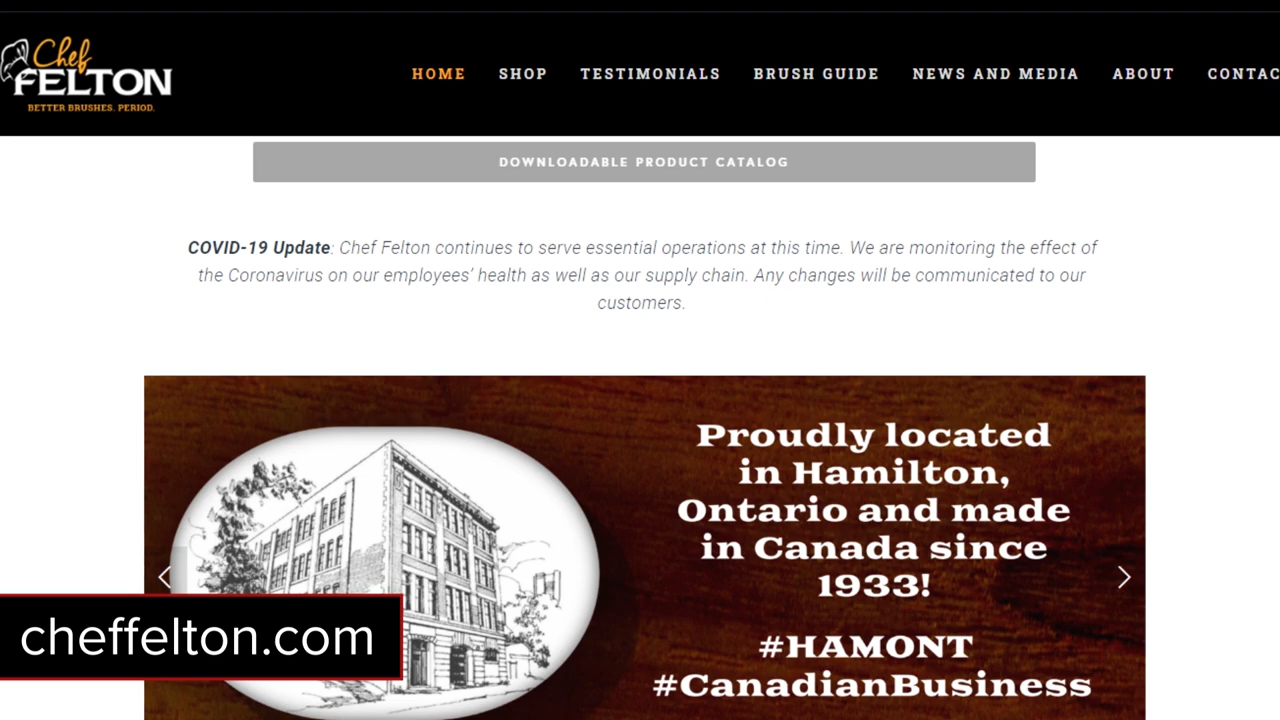 Chef
FELTON
BETTER BRUSHES. PERIOD.
HOME SHOP TESTIMONIALS BRUSH GUIDE NEWS AND MEDIA ABOUT CONTAC
DOWNLOADABLE PRODUCT CATALOG
COVID-19 Update: Chef Felton continues to serve essential operations at this time. We are monitoring the effect of
the Coronavirus on our employees’ health as well as our supply chain. Any changes will be communicated to our
customers.
Proudly located
in Hamilton,
Ontario and made
in Canada since
1933!
#HAMONT
#CanadianBusiness
cheffelton.com